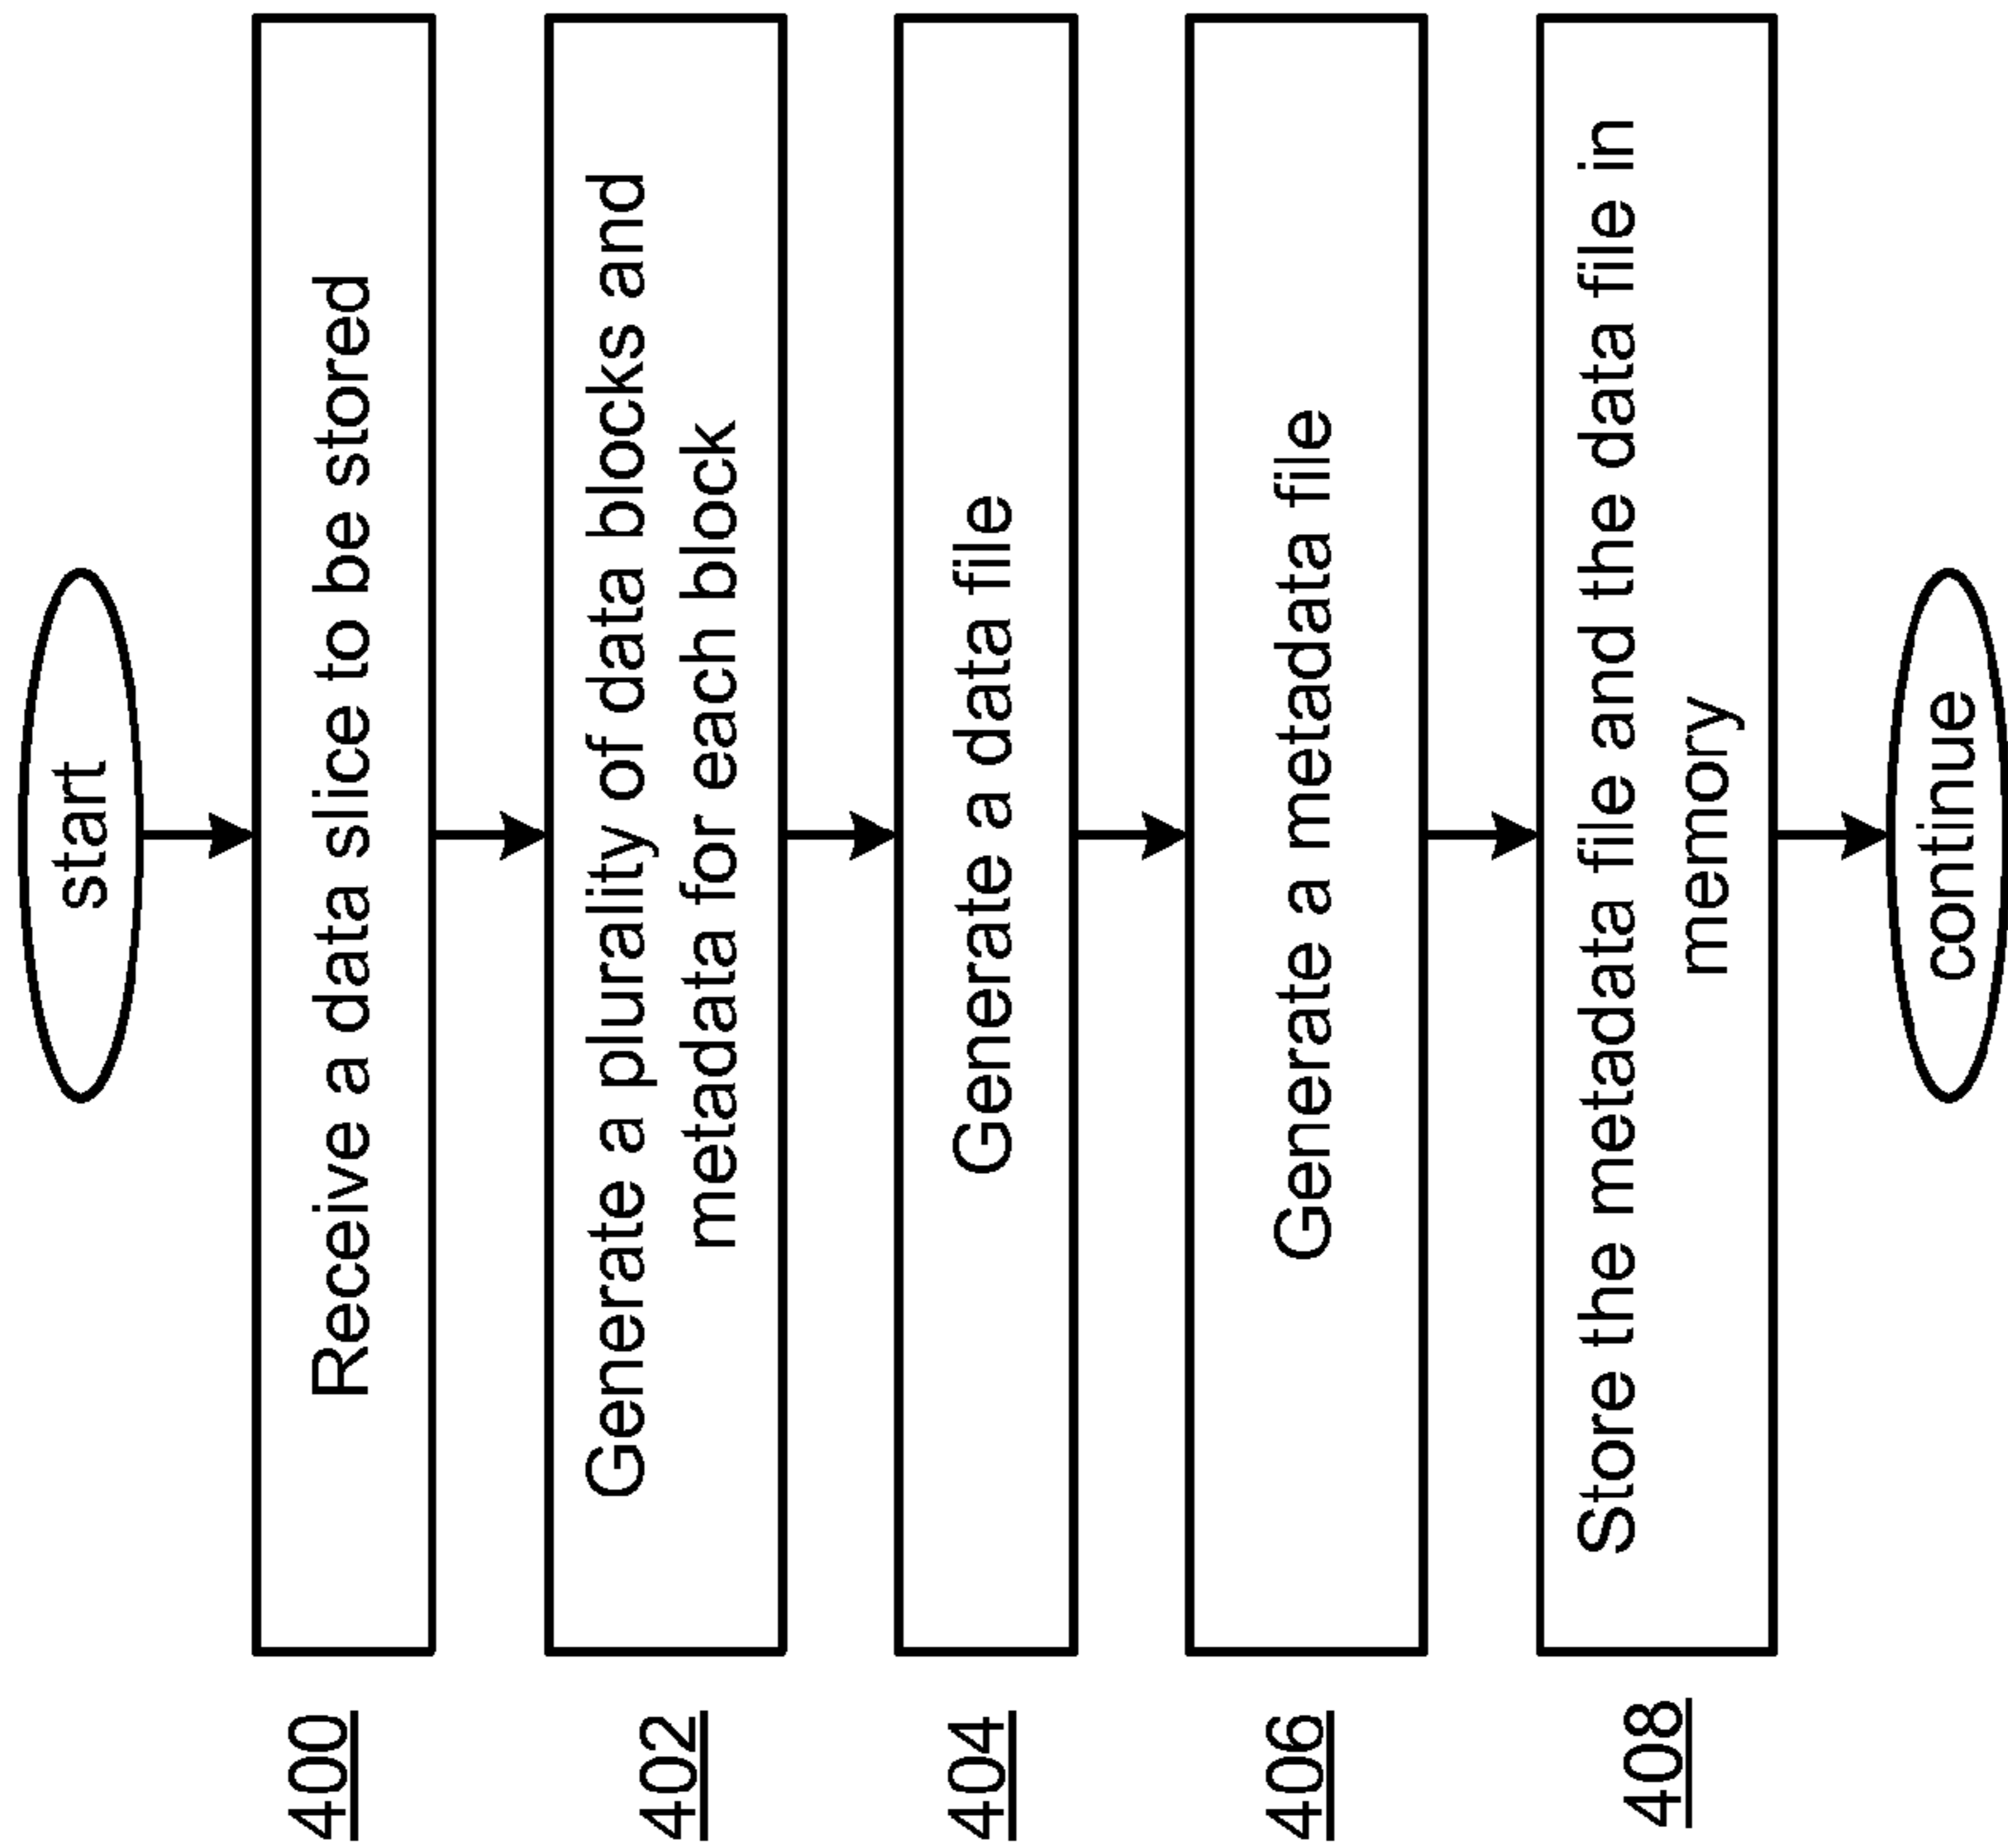 start
400
Receive a data slice to be stored
402
Generate a plurality of data blocks and
metadata for each block
404
Generate a data file
406
Generate a metadata file
408
Store the metadata file and the data file in
memory
continue